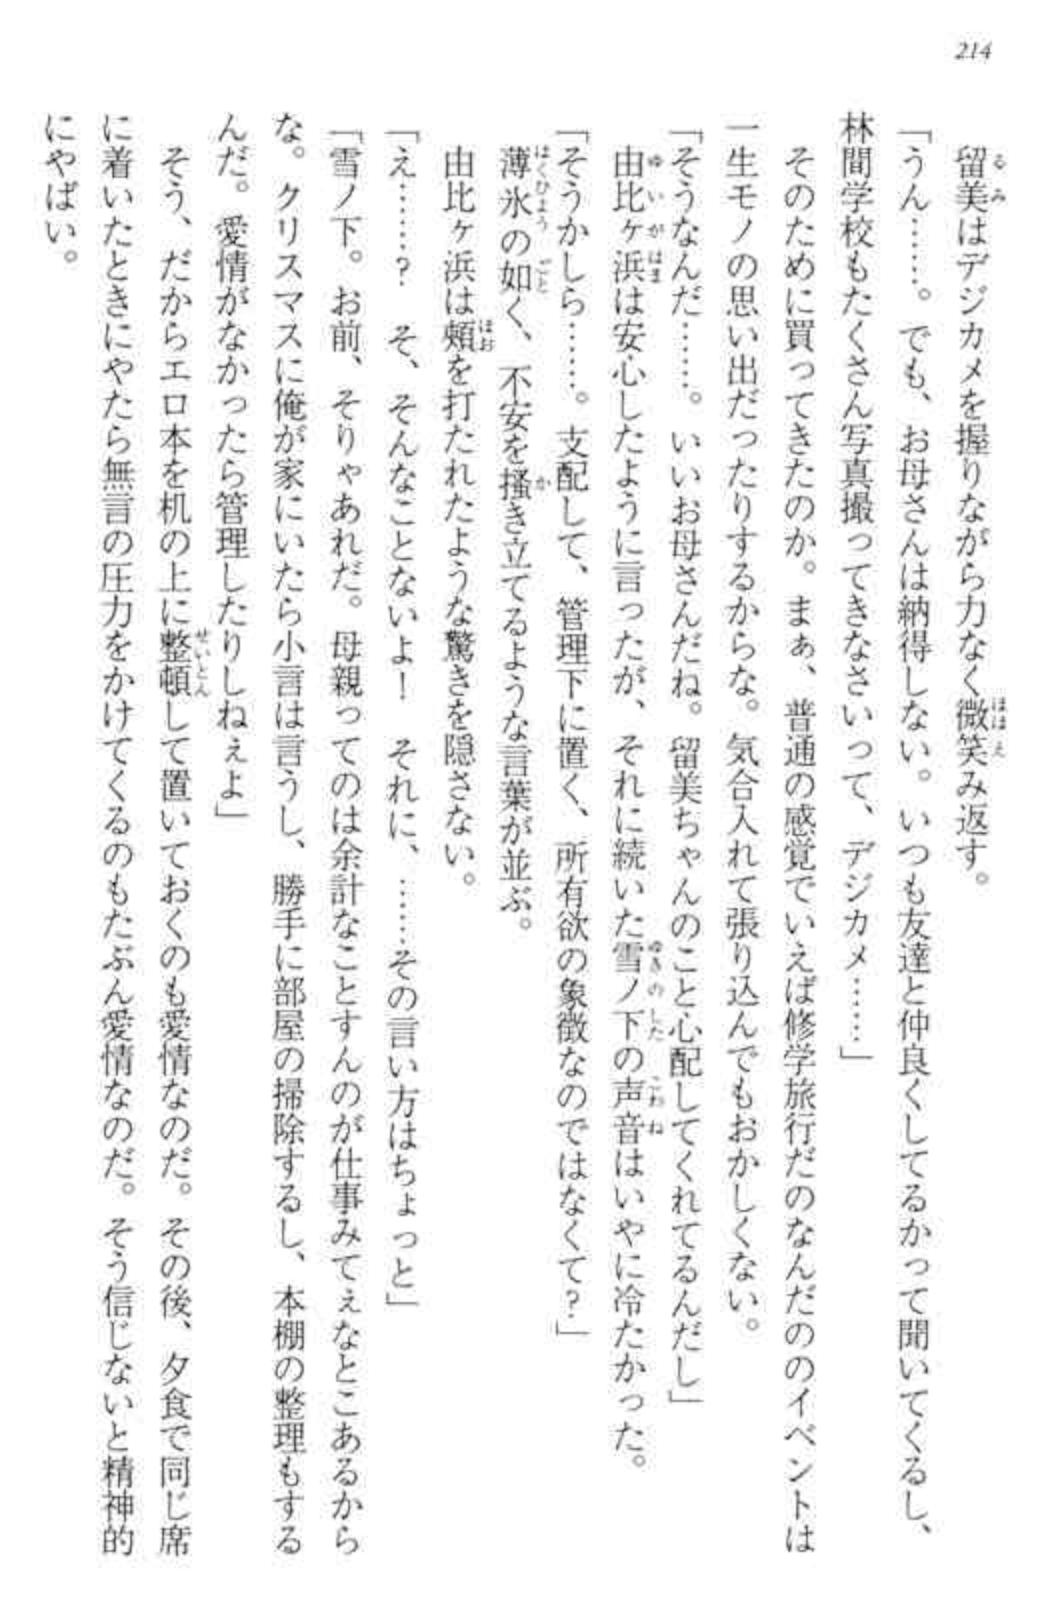 214
留美はデジカメを握りながら力なく微笑み返す。
「うん……。でも、お母さんは納得しない。いつも友達と仲良くしてるかって聞いてくるし、
林間学校もたくさん写真撮ってきなさいって、デジカメ……」
そのために買ってきたのか。まぁ、普通の感覚でいえば修学旅行だのなんだののイベントは
一生モノの思い出だったりするからな。気合入れて張り込んでもおかしくない。
「そうなんだ……。いいお母さんだね。留美ちゃんのこと心配してくれてるんだし」
由比ヶ浜は安心したように言ったが、それに続いた雪ノ下の声音はいやに冷たかった。
「そうかしら……。支配して、管理下に置く、所有欲の象徴なのではなくて?」
薄氷の如く、不安を掻き立てるような言葉が並ぶ。
由比ヶ浜は頰を打たれたような驚きを隠さない。
「え……? そ、そんなことないよ! それに、……その言い方はちょっと」
「雪ノ下。お前、そりゃあれだ。母親ってのは余計なことすんのが仕事みてぇなとこあるから
な。クリスマスに俺が家にいたら小言は言うし、勝手に部屋の掃除するし、本棚の整理もする
んだ。愛情がなかったら管理したりしねぇよ」
そう、だからエロ本を机の上に整頓して置いておくのも愛情なのだ。その後、夕食で同じ席
に着いたときにやたら無言の圧力をかけてくるのもたぶん愛情なのだ。そう信じないと精神的
にやばい。